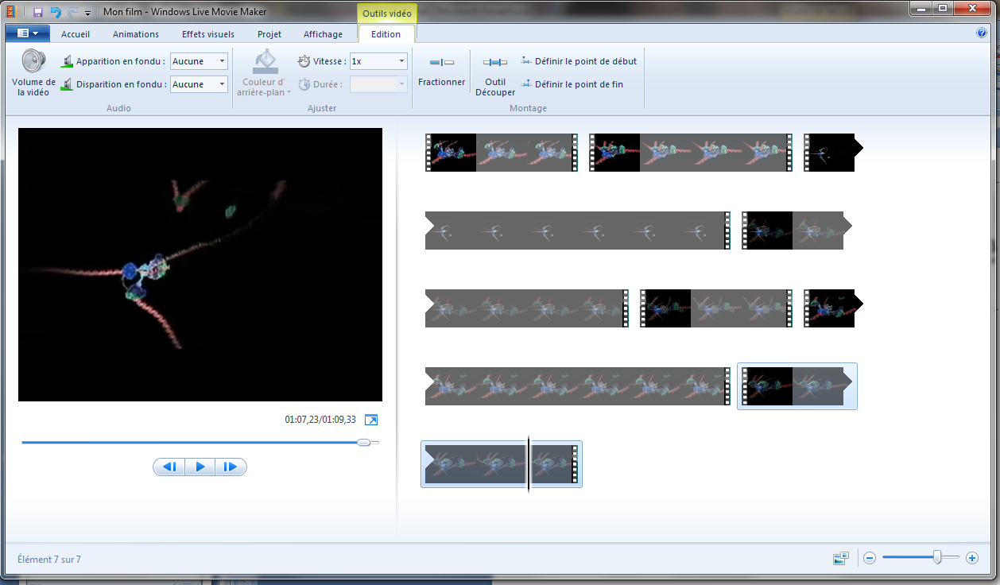 Mon film - Windows Live Movie Maker
Outils vidéo
Accueil
Animations
Effets visuels
Projet
Affichage
Edition
Volume de
la vidéo
Apparition en fondu :
Aucune
Disparition en fondu :
Aucune
Audio
Couleur d'
arrière-plan
Vitesse :
1x
Durée :
Ajuster
Fractionner
Outil
Découper
Définir le point de début
Définir le point de fin
Montage
01:07,23/01:09,33
Élément 7 sur 7